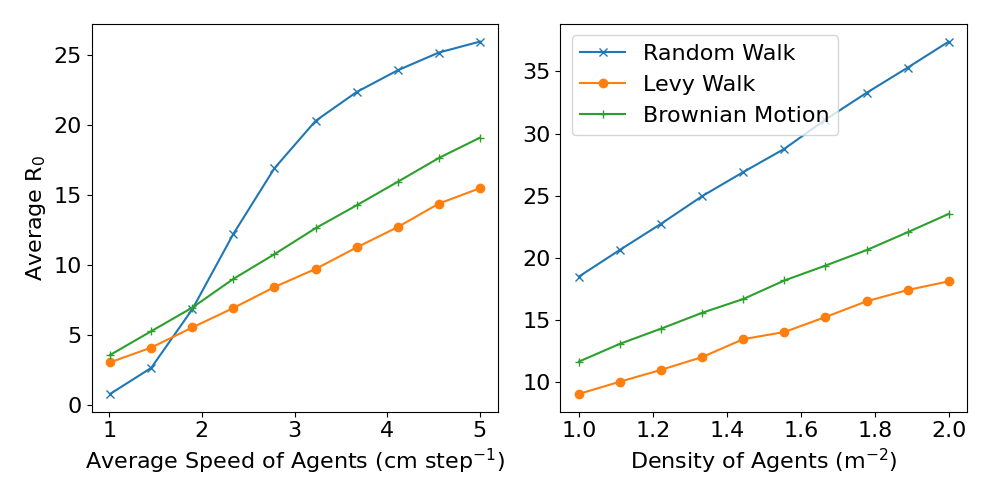 Average R₀
25
20
15
10
5
0
1 2 3 4 5
Average Speed of Agents (cm step⁻¹)
Random Walk
Levy Walk
Brownian Motion
35
30
25
20
15
10
1.0 1.2 1.4 1.6 1.8 2.0
Density of Agents (m⁻²)